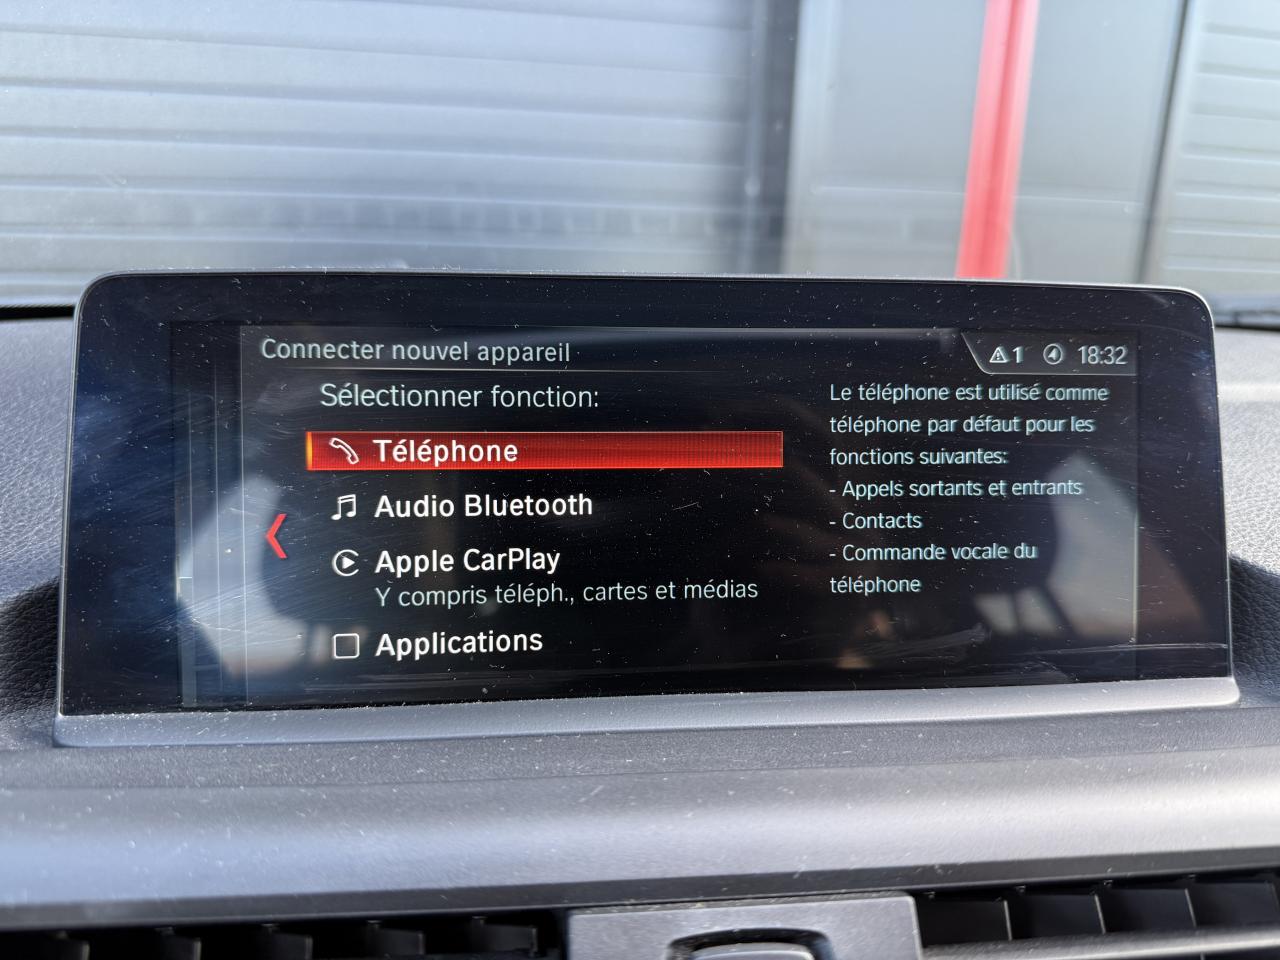 Connecter nouvel appareil
1 18:32
Sélectionner fonction:
Téléphone
Audio Bluetooth
Apple CarPlay
Y compris téléph., cartes et médias
Applications
Le téléphone est utilisé comme
téléphone par défaut pour les
fonctions suivantes:
- Appels sortants et entrants
- Contacts
- Commande vocale du
téléphone